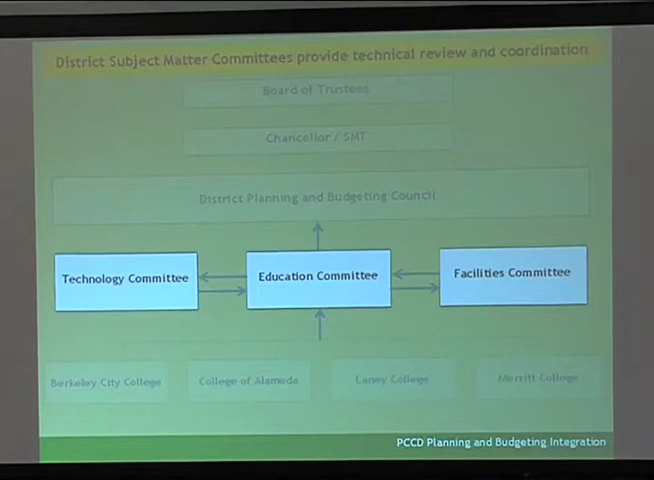 District Subject Matter Committees provide technical review and coordination
Board of Trustees
Chancellor / SMT
District Planning and Budgeting Council
Technology Committee
Education Committee
Facilities Committee
Berkeley City College
College of Alameda
Laney College
Merritt College
PCCD Planning and Budgeting Integration